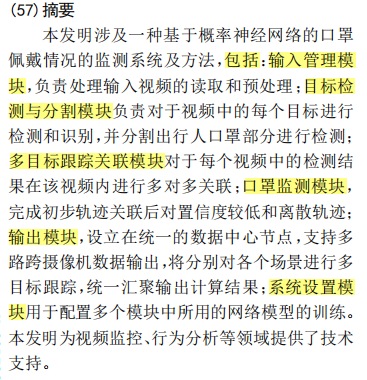 (57)摘要
本发明涉及一种基于概率神经网络的口罩
佩戴情况的监测系统及方法，包括：输入管理模
块，负责处理输入视频的读取和预处理；目标检
测与分割模块负责对于视频中的每个目标进行
检测和识别，并分割出行人口罩部分进行检测；
多目标跟踪关联模块对于每个视频中的检测结
果在该视频内进行多对多关联；口罩监测模块，
完成初步轨迹关联后对置信度较低和离散轨迹；
输出模块，设立在统一的数据中心节点，支持多
路跨摄像机数据输出，将分别对各个场景进行多
目标跟踪，统一汇聚输出计算结果；系统设置模
块用于配置多个模块中所用的网络模型的训练。
本发明为视频监控、行为分析等领域提供了技术
支持。